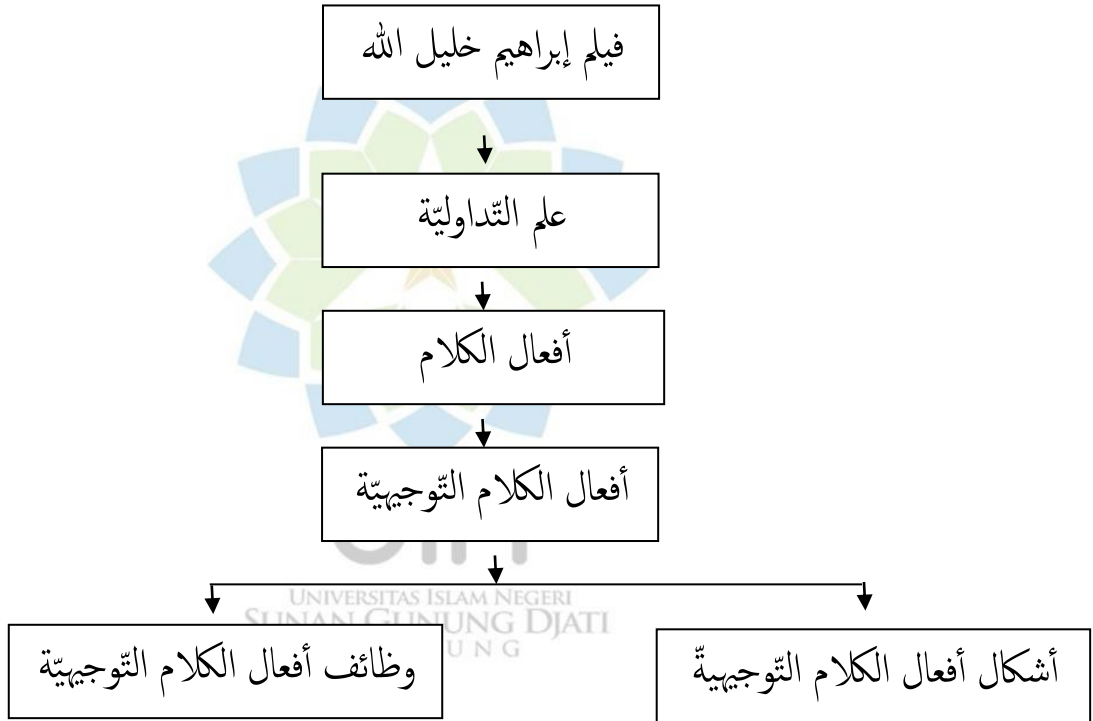 فيلم إبراهيم خليل الله
علم التّداوليّة
أفعال الكلام
أفعال الكلام التّوجيهيّة
UNIVERSITAS ISLAM NEGERI
SUNAN GUNUNG DJATI
أشكال أفعال الكلام التّوجيهيةّ
وظائف أفعال الكلام التّوجيهيّة